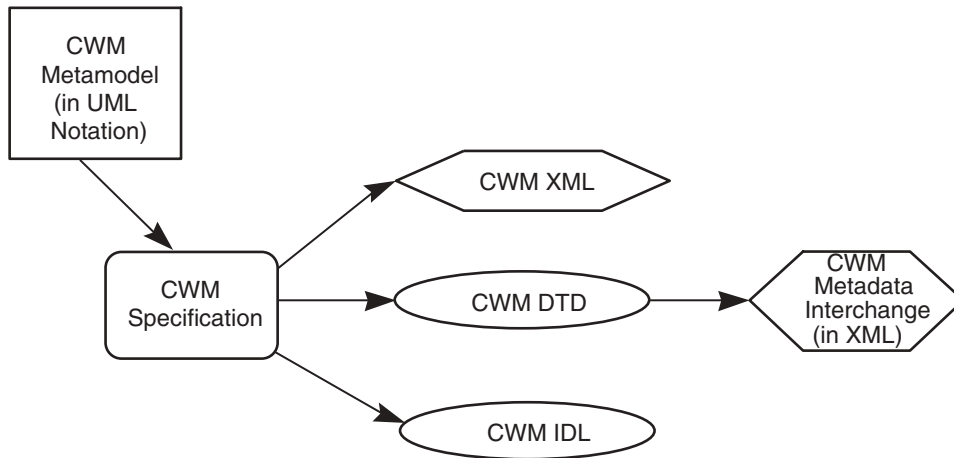 CWM
Metamodel
(in UML
Notation)
CWM XML
CWM
Specification
CWM DTD
CWM
Metadata
Interchange
(in XML)
CWM IDL